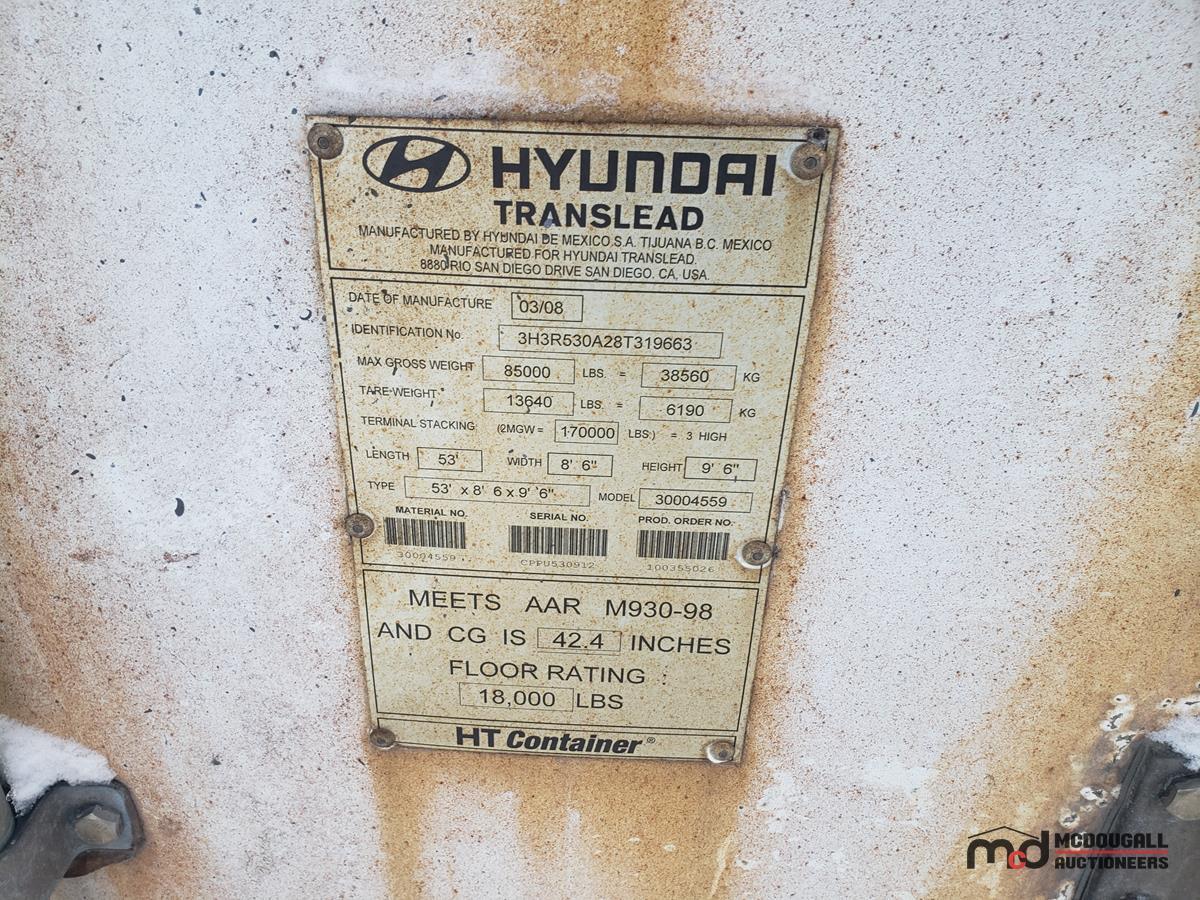 HYUNDAI
TRANSLEAD
MANUFACTURED BY HYUNDAI DE MEXICO S.A. TIJUANA B.C. MEXICO
MANUFACTURED FOR HYUNDAI TRANSLEAD.
8880 RIO SAN DIEGO DRIVE SAN DIEGO, CA. USA.
DATE OF MANUFACTURE 03/08
IDENTIFICATION No. 3H3R530A28T319663
MAX GROSS WEIGHT 85000 LBS. = 38560 KG
TARE WEIGHT 13640 LBS. = 6190 KG
TERMINAL STACKING (2MGW = 170000 LBS.) = 3 HIGH
LENGTH 53' WIDTH 8' 6" HEIGHT 9' 6"
TYPE 53' x 8' 6 x 9' 6" MODEL 30004559
MATERIAL NO. SERIAL NO. PROD. ORDER NO.
30004559 CPPU530912 100355026
MEETS AAR M930-98
AND CG IS 42.4 INCHES
FLOOR RATING :
18,000 LBS
HT Container®
mcd MCDOUGALL
AUCTIONEERS